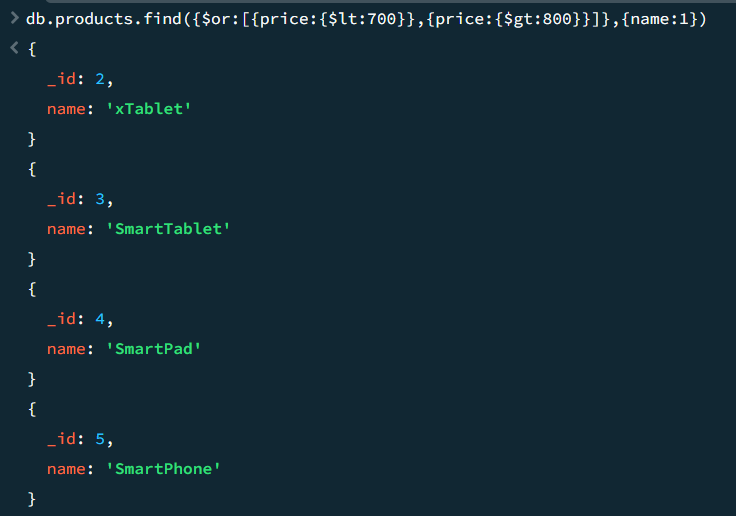 > db.products.find({$or:[{price:{$lt:700}},{price:{$gt:800}}]},{name:1})
< {
_id: 2,
name: 'xTablet'
}
{
_id: 3,
name: 'SmartTablet'
}
{
_id: 4,
name: 'SmartPad'
}
{
_id: 5,
name: 'SmartPhone'
}